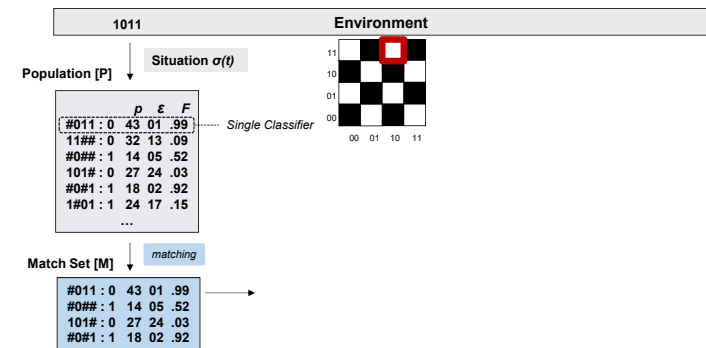 1011
Environment
Situation σ(t)
Population [P]
p ε F
#011 : 0 43 01 .99
11## : 0 32 13 .09
#0## : 1 14 05 .52
101# : 0 27 24 .03
#0#1 : 1 18 02 .92
1#01 : 1 24 17 .15
...
Single Classifier
11
10
01
00
00 01 10 11
matching
Match Set [M]
#011 : 0 43 01 .99
#0## : 1 14 05 .52
101# : 0 27 24 .03
#0#1 : 1 18 02 .92